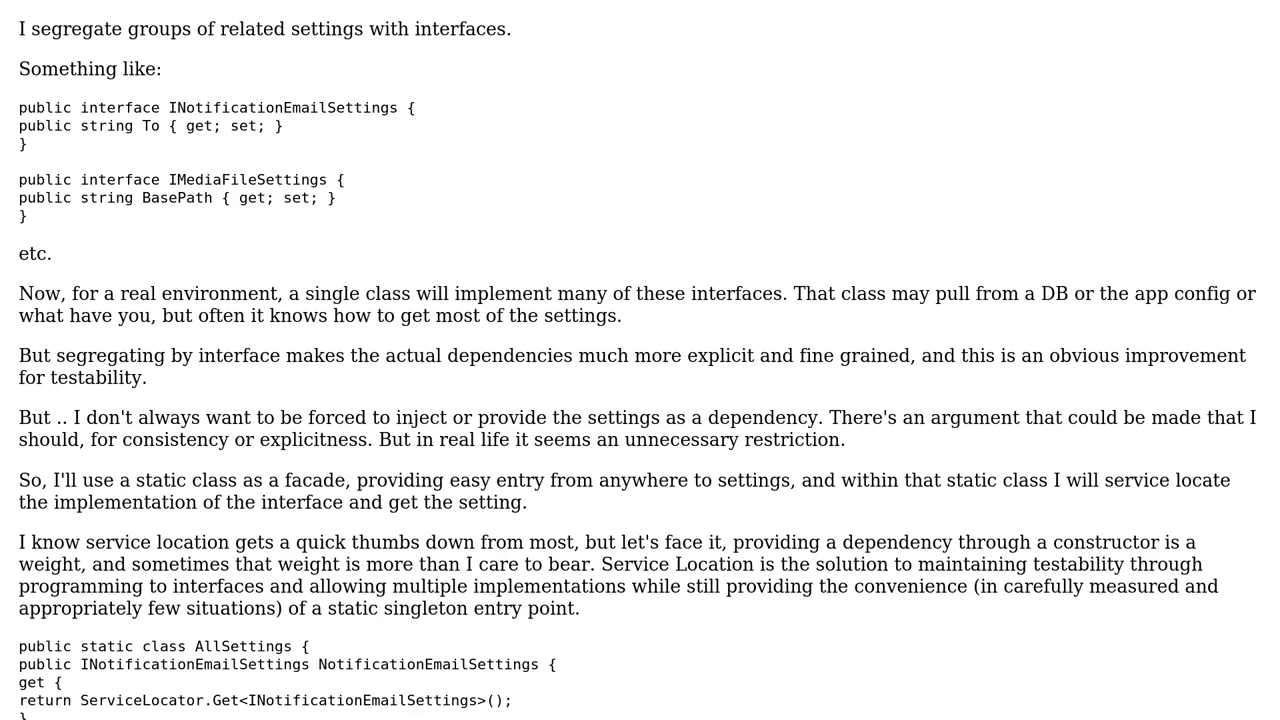 I segregate groups of related settings with interfaces.
Something like:
public interface INotificationEmailSettings {
public string To { get; set; }
}
public interface IMediaFileSettings {
public string BasePath { get; set; }
}
etc.
Now, for a real environment, a single class will implement many of these interfaces. That class may pull from a DB or the app config or
what have you, but often it knows how to get most of the settings.
But segregating by interface makes the actual dependencies much more explicit and fine grained, and this is an obvious improvement
for testability.
But .. I don't always want to be forced to inject or provide the settings as a dependency. There's an argument that could be made that I
should, for consistency or explicitness. But in real life it seems an unnecessary restriction.
So, I'll use a static class as a facade, providing easy entry from anywhere to settings, and within that static class I will service locate
the implementation of the interface and get the setting.
I know service location gets a quick thumbs down from most, but let's face it, providing a dependency through a constructor is a
weight, and sometimes that weight is more than I care to bear. Service Location is the solution to maintaining testability through
programming to interfaces and allowing multiple implementations while still providing the convenience (in carefully measured and
appropriately few situations) of a static singleton entry point.
public static class AllSettings {
public INotificationEmailSettings NotificationEmailSettings {
get {
return ServiceLocator.Get<INotificationEmailSettings>();
}